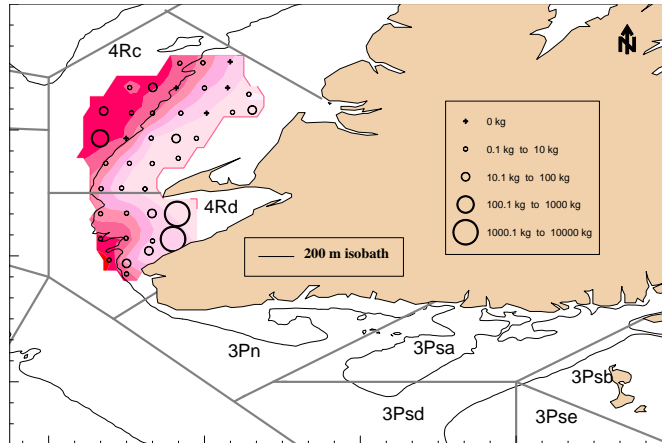 4Rc
N
0 kg
0.1 kg to 10 kg
10.1 kg to 100 kg
100.1 kg to 1000 kg
1000.1 kg to 10000 kg
4Rd
200 m isobath
3Pn
3Psa
3Psb
3Psd
3Pse